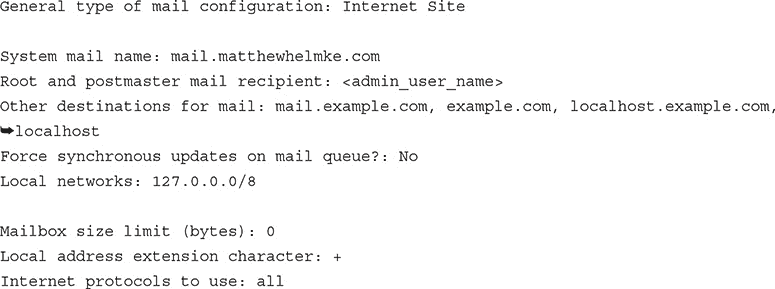 General type of mail configuration: Internet Site
System mail name: mail.matthewhelmke.com
Root and postmaster mail recipient: <admin_user_name>
Other destinations for mail: mail.example.com, example.com, localhost.example.com,
➥localhost
Force synchronous updates on mail queue?: No
Local networks: 127.0.0.0/8
Mailbox size limit (bytes): 0
Local address extension character: +
Internet protocols to use: all